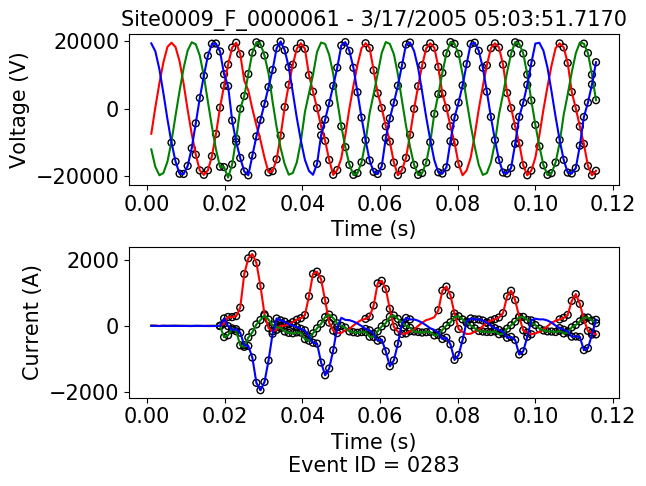 Site0009_F_0000061 - 3/17/2005 05:03:51.7170
Voltage (V)
20000
0
−20000
0.00 0.02 0.04 0.06 0.08 0.10 0.12
Time (s)
Current (A)
2000
0
−2000
0.00 0.02 0.04 0.06 0.08 0.10 0.12
Time (s)
Event ID = 0283